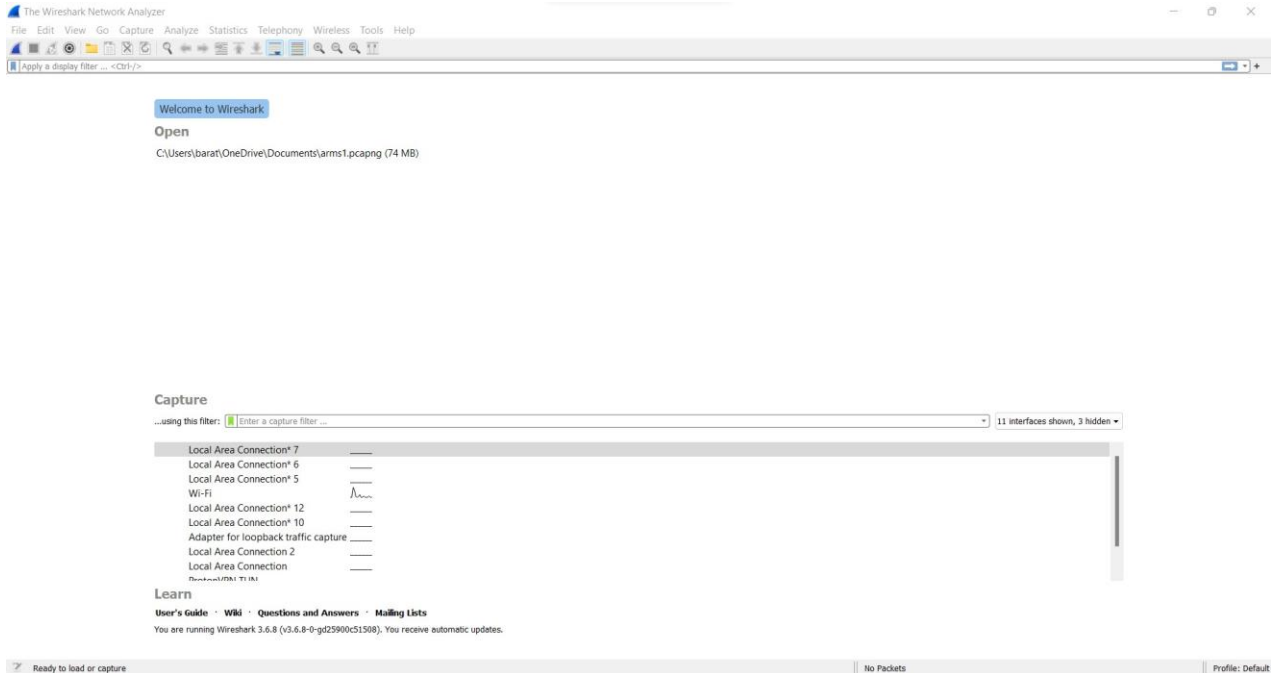 The Wireshark Network Analyzer
File Edit View Go Capture Analyze Statistics Telephony Wireless Tools Help
Apply a display filter ... <Ctrl-/>
Welcome to Wireshark
Open
C:\Users\barat\OneDrive\Documents\arms1.pcapng (74 MB)
Capture
...using this filter: Enter a capture filter ... 11 interfaces shown, 3 hidden
Local Area Connection* 7
Local Area Connection* 6
Local Area Connection* 5
Wi-Fi
Local Area Connection* 12
Local Area Connection* 10
Adapter for loopback traffic capture
Local Area Connection 2
Local Area Connection
ProtonVPN TUN
Learn
User's Guide · Wiki · Questions and Answers · Mailing Lists
You are running Wireshark 3.6.8 (v3.6.8-0-gd25900c51508). You receive automatic updates.
Ready to load or capture No Packets Profile: Default